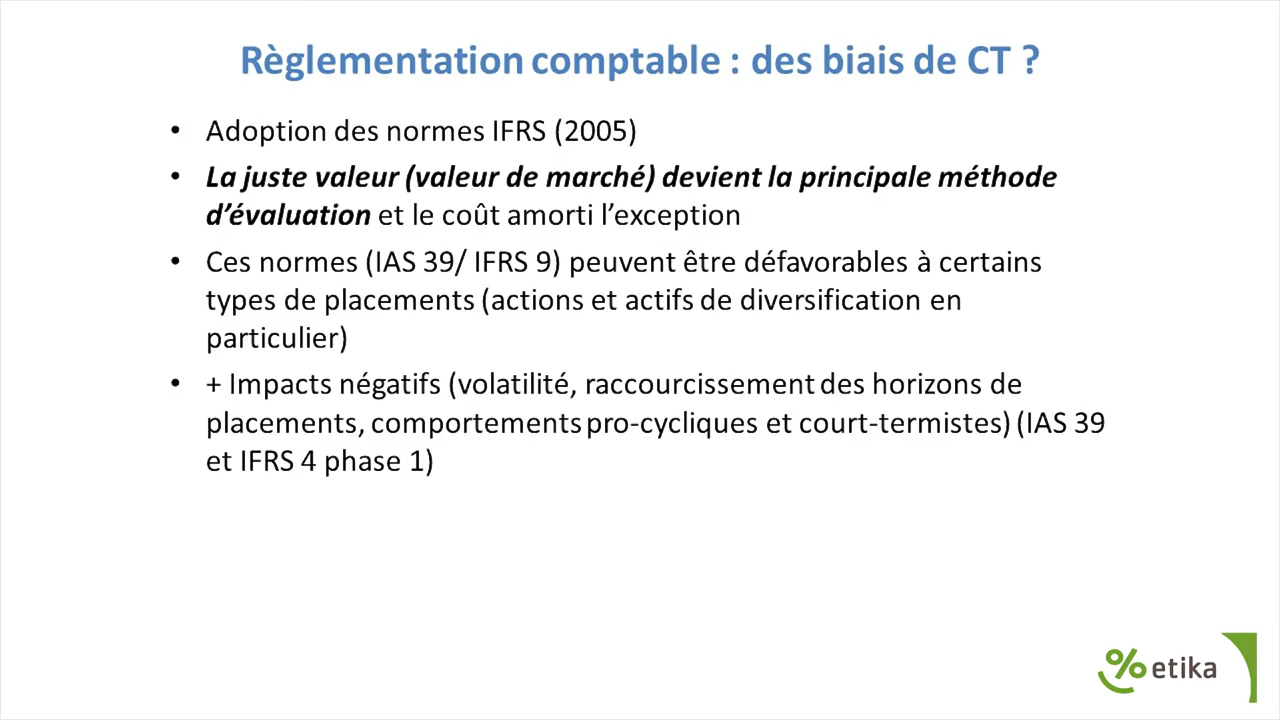 Règlementation comptable : des biais de CT ?
• Adoption des normes IFRS (2005)
• La juste valeur (valeur de marché) devient la principale méthode
d’évaluation et le coût amorti l’exception
• Ces normes (IAS 39/ IFRS 9) peuvent être défavorables à certains
types de placements (actions et actifs de diversification en
particulier)
• + Impacts négatifs (volatilité, raccourcissement des horizons de
placements, comportements pro-cycliques et court-termistes) (IAS 39
et IFRS 4 phase 1)
% etika